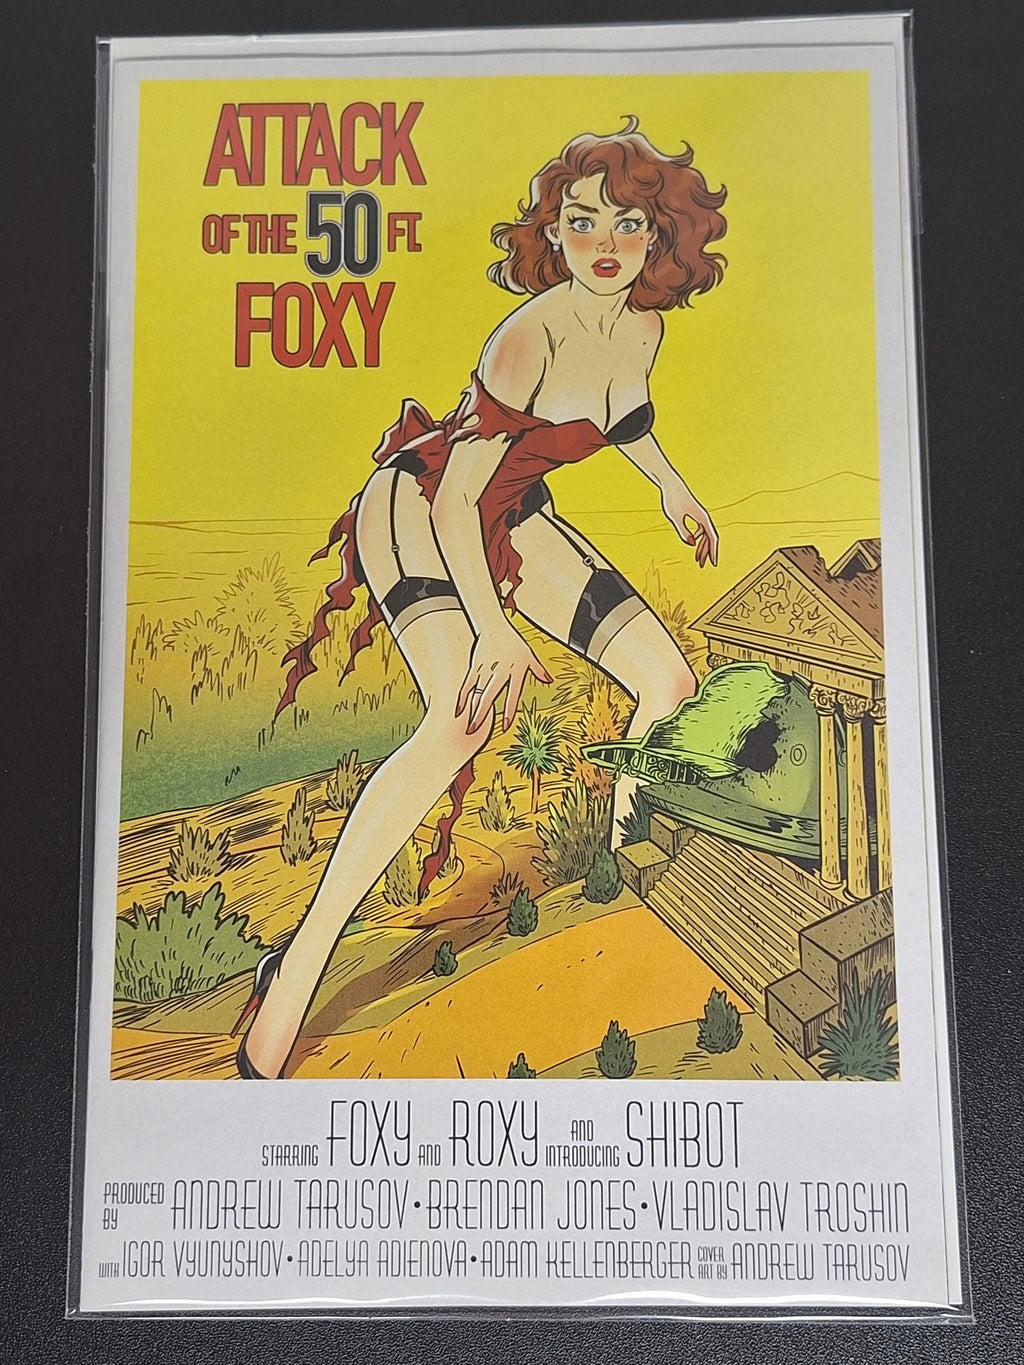 ATTACK
OF THE 50 FT.
FOXY
STARRING FOXY AND ROXY AND INTRODUCING SHIBOT
PRODUCED BY ANDREW TARUSOV • BRENDAN JONES • VLADISLAV TROSHIN
WITH IGOR VYUNYSHOV • ADELYA ADIENOVA • ADAM KELLENBERGER COVER ART BY ANDREW TARUSOV